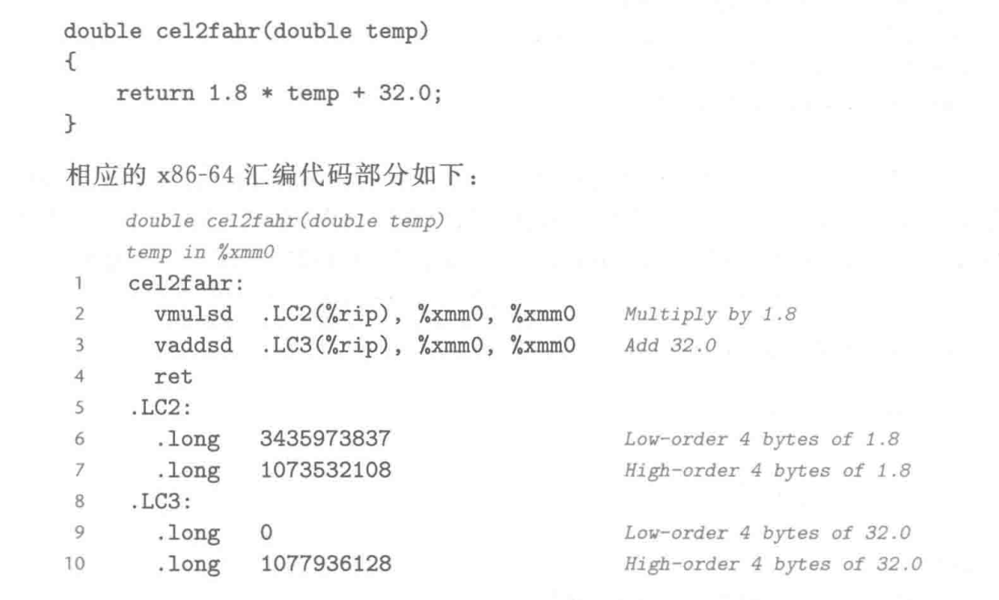 double cel2fahr(double temp)
{
    return 1.8 * temp + 32.0;
}
相应的 x86-64 汇编代码部分如下：
double cel2fahr(double temp)
temp in %xmm0
1 cel2fahr:
2 vmulsd .LC2(%rip), %xmm0, %xmm0 Multiply by 1.8
3 vaddsd .LC3(%rip), %xmm0, %xmm0 Add 32.0
4 ret
5 .LC2:
6 .long 3435973837 Low-order 4 bytes of 1.8
7 .long 1073532108 High-order 4 bytes of 1.8
8 .LC3:
9 .long 0 Low-order 4 bytes of 32.0
10 .long 1077936128 High-order 4 bytes of 32.0